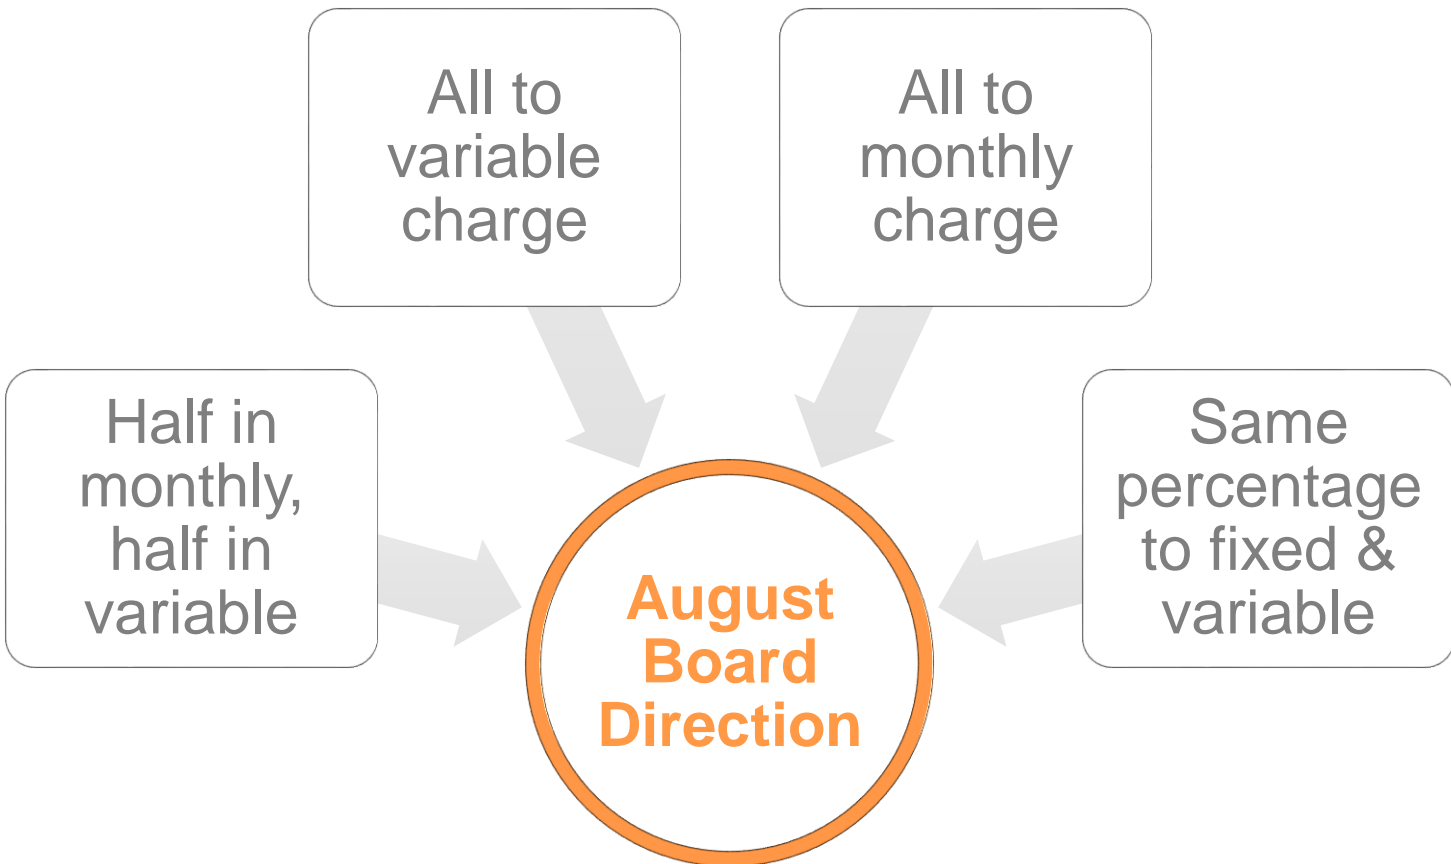 All to
variable
charge
All to
monthly
charge
Half in
monthly,
half in
variable
Same
percentage
to fixed &
variable
August
Board
Direction